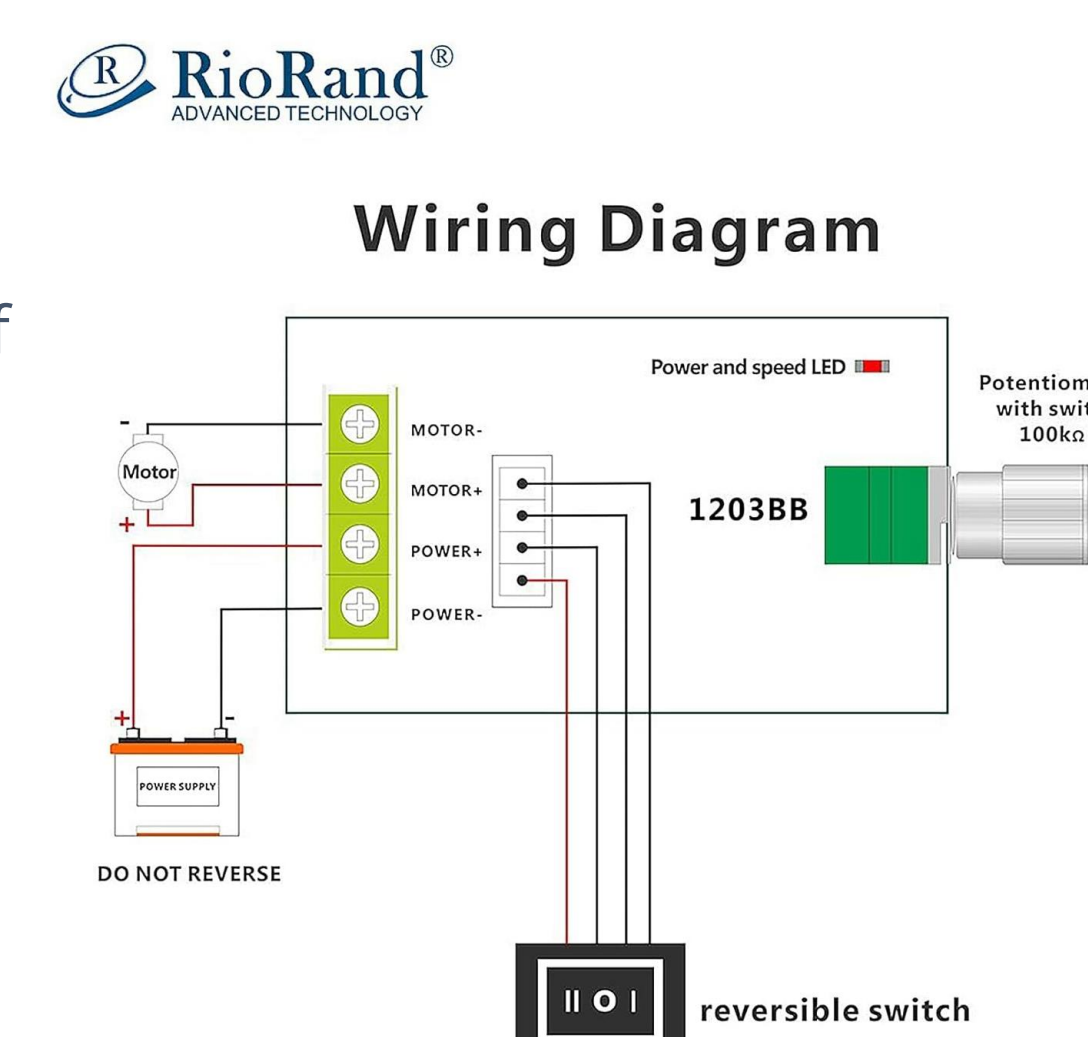 R
RioRand®
ADVANCED TECHNOLOGY
Wiring Diagram
f
Power and speed LED
Potentiom
with swit
100kΩ
-
Motor
+
MOTOR-
MOTOR+
POWER+
POWER-
1203BB
+ -
POWER SUPPLY
DO NOT REVERSE
II O I
reversible switch